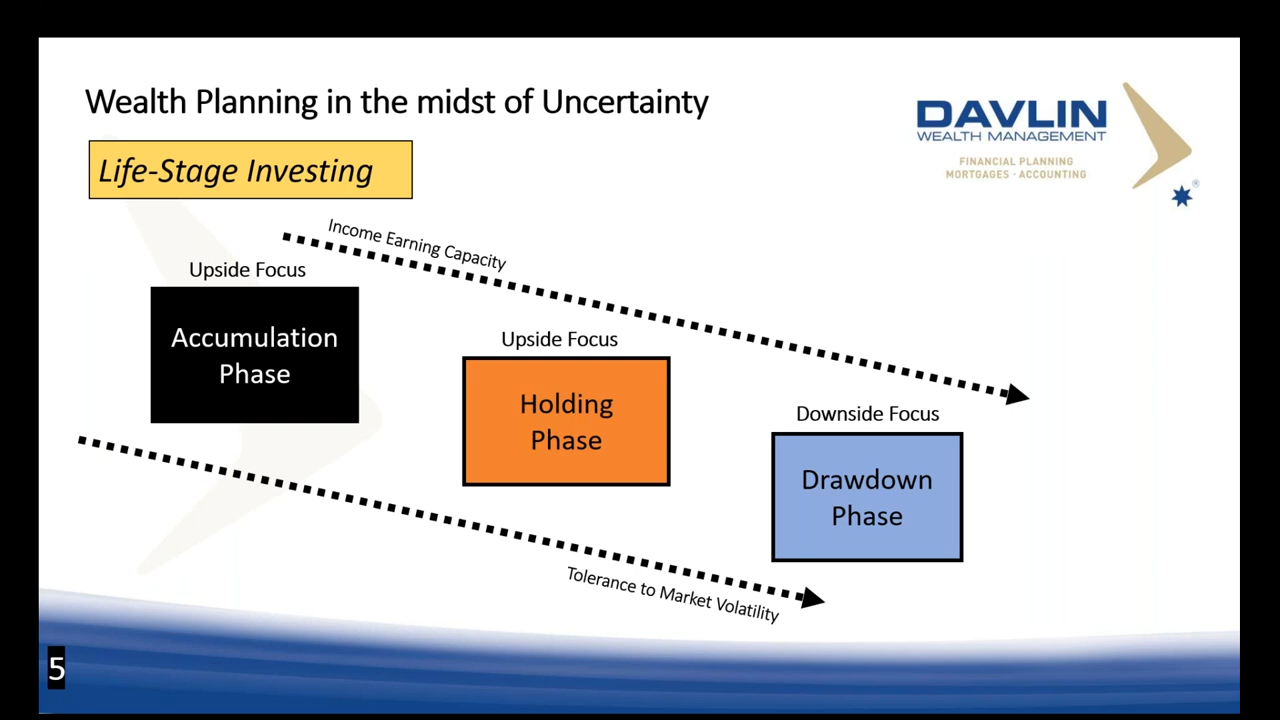 Wealth Planning in the midst of Uncertainty
DAVLIN
WEALTH MANAGEMENT
FINANCIAL PLANNING
MORTGAGES · ACCOUNTING
®
Life-Stage Investing
Income Earning Capacity
Upside Focus
Accumulation
Phase
Upside Focus
Holding
Phase
Downside Focus
Drawdown
Phase
Tolerance to Market Volatility
5